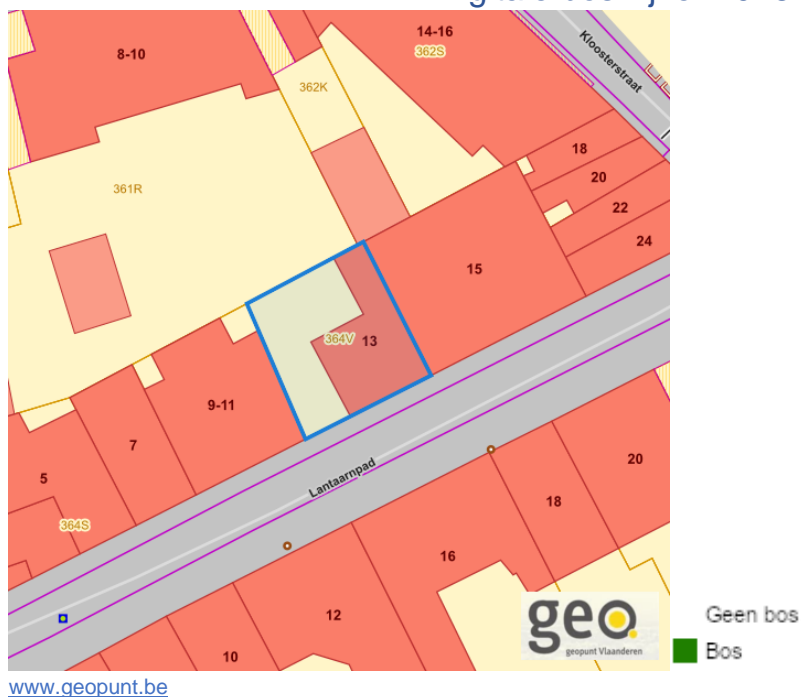 14-16
362S
8-10
Kloosterstraat
362K
18
20
361R
22
24
15
364V 13
9-11
7
Lantaarnpad
5
20
18
364S
16
12
geo
geopunt Vlaanderen
10
Geen bos
Bos
www.geopunt.be